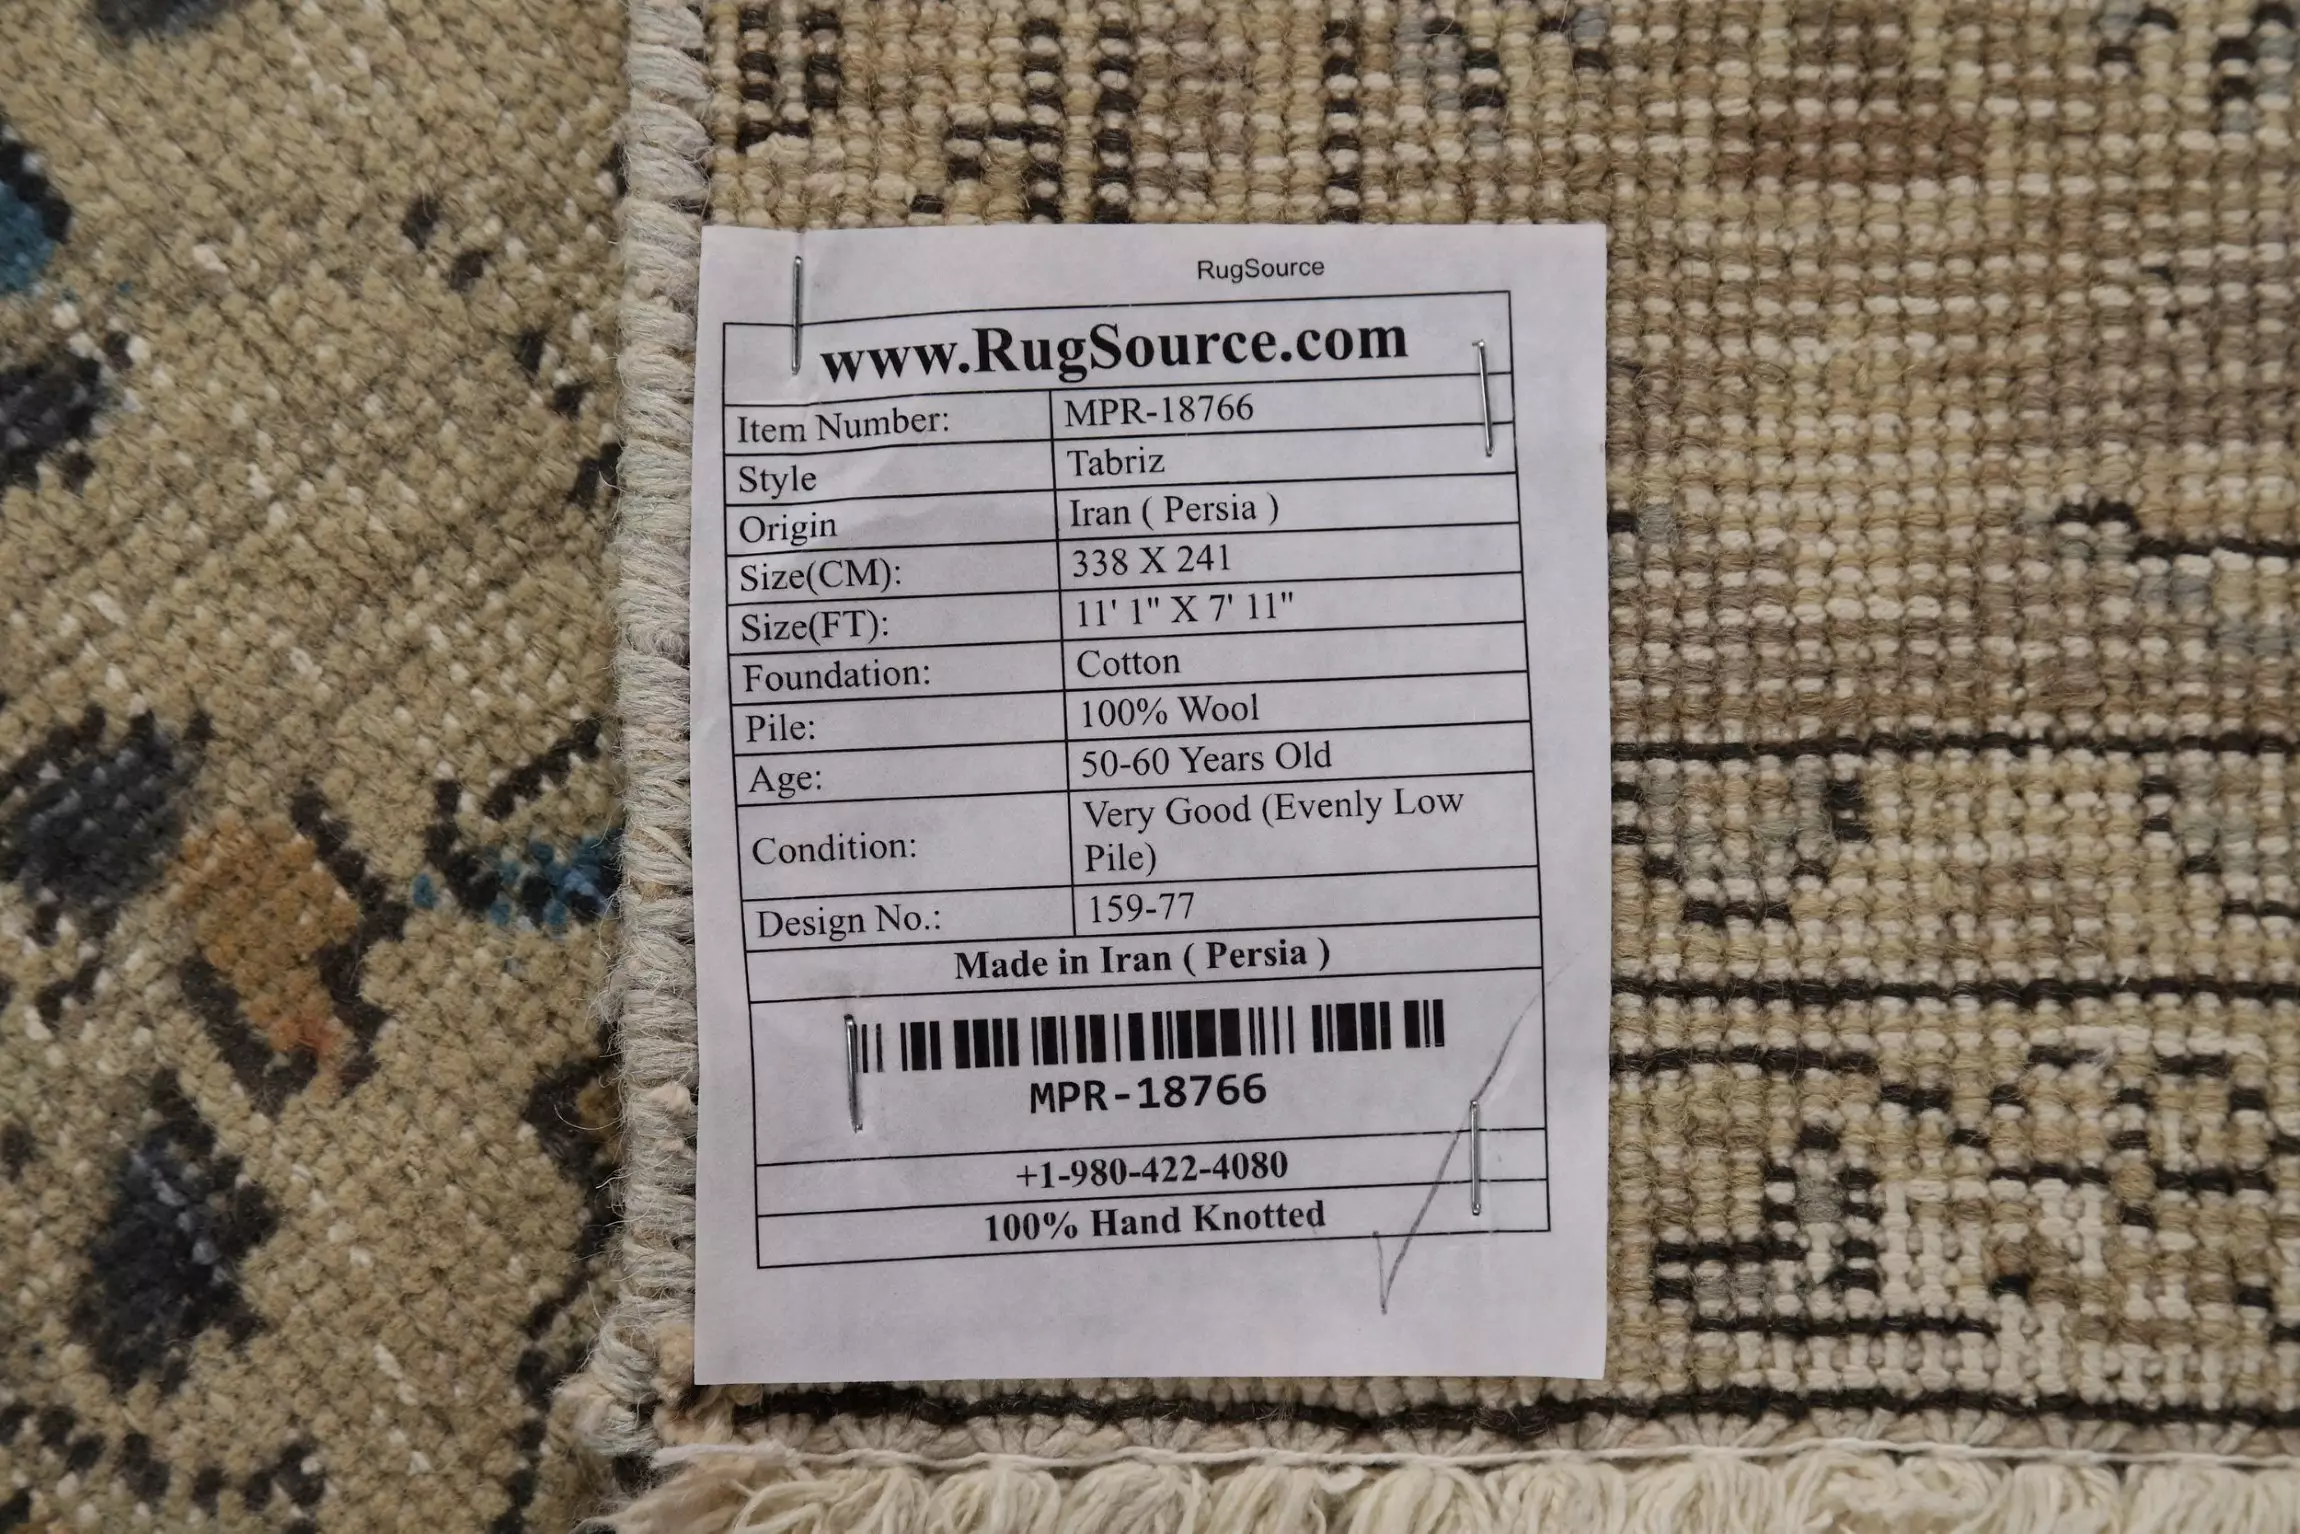 RugSource
www.RugSource.com
Item Number: MPR-18766
Style Tabriz
Origin Iran ( Persia )
Size(CM): 338 X 241
Size(FT): 11' 1" X 7' 11"
Foundation: Cotton
Pile: 100% Wool
Age: 50-60 Years Old
Condition: Very Good (Evenly Low
Pile)
Design No.: 159-77
Made in Iran ( Persia )
MPR-18766
+1-980-422-4080
100% Hand Knotted